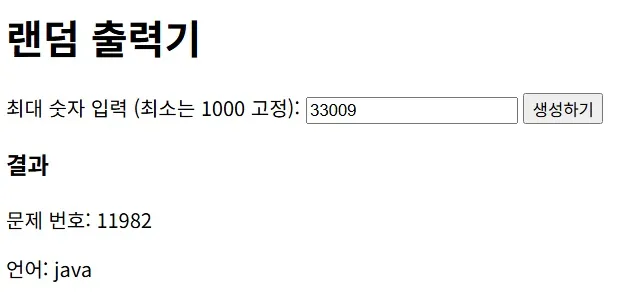 랜덤 출력기
최대 숫자 입력 (최소는 1000 고정): 33009 생성하기
결과
문제 번호: 11982
언어: java